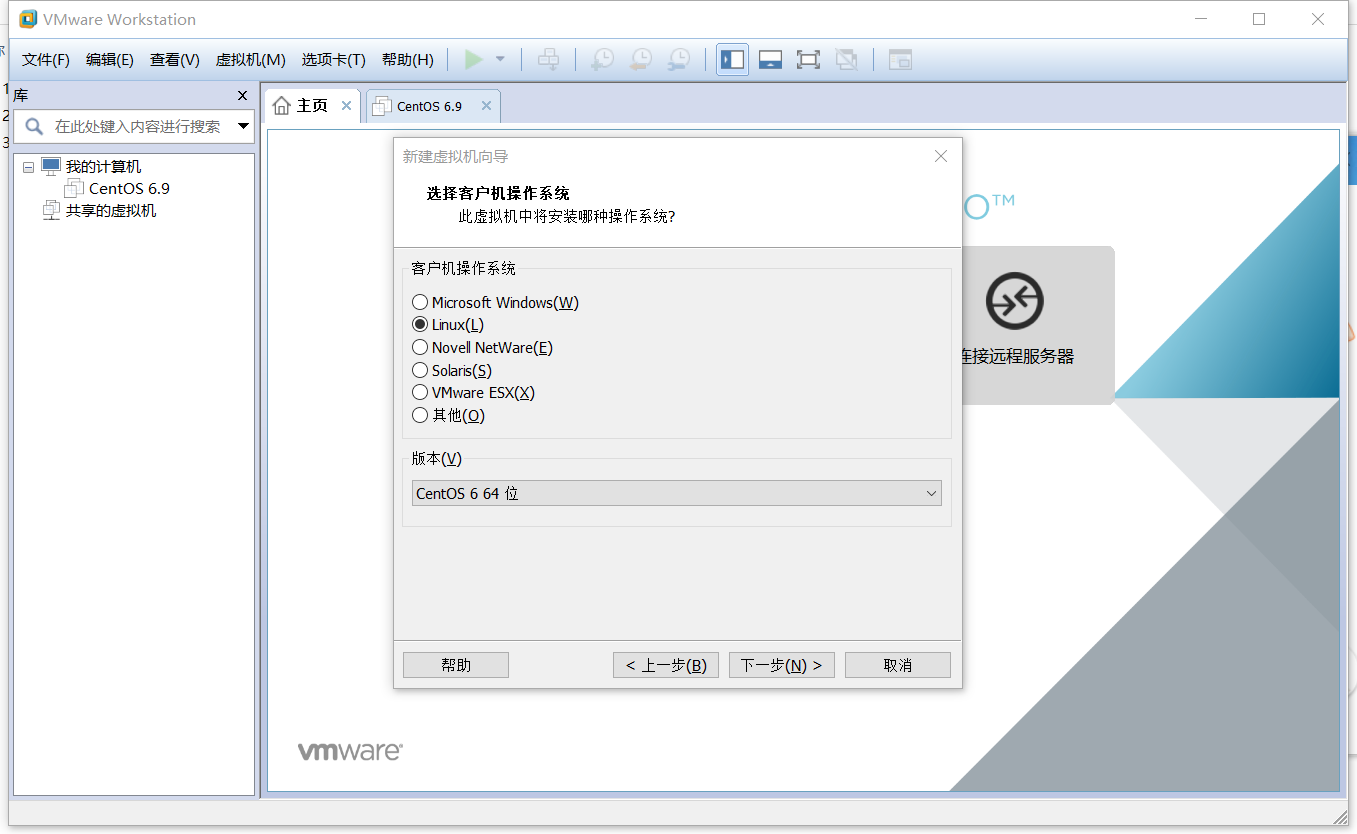 VMware Workstation
文件(F) 编辑(E) 查看(V) 虚拟机(M) 选项卡(T) 帮助(H)
库
主页
CentOS 6.9
在此处键入内容进行搜索
我的计算机
CentOS 6.9
共享的虚拟机
新建虚拟机向导
选择客户机操作系统
此虚拟机中将安装哪种操作系统?
TM
客户机操作系统
Microsoft Windows(W)
Linux(L)
Novell NetWare(E)
Solaris(S)
VMware ESX(X)
其他(O)
连接远程服务器
版本(V)
CentOS 6 64 位
帮助
< 上一步(B)
下一步(N) >
取消
vmware®